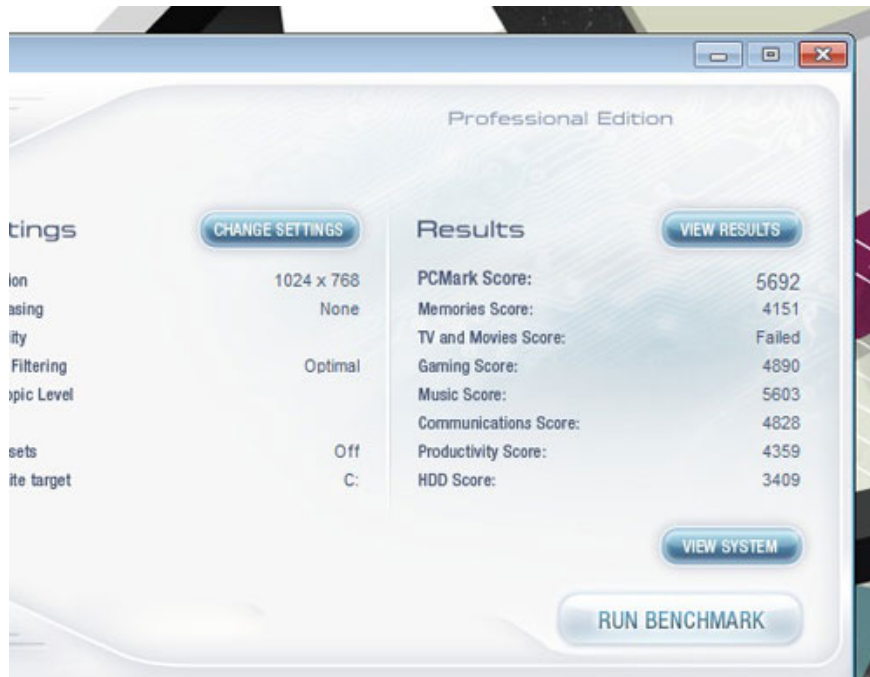 Professional Edition
tings
CHANGE SETTINGS
ion 1024 x 768
asing None
ity
Filtering Optimal
opic Level
sets Off
ite target C:
Results
VIEW RESULTS
PCMark Score: 5692
Memories Score: 4151
TV and Movies Score: Failed
Gaming Score: 4890
Music Score: 5603
Communications Score: 4828
Productivity Score: 4359
HDD Score: 3409
VIEW SYSTEM
RUN BENCHMARK